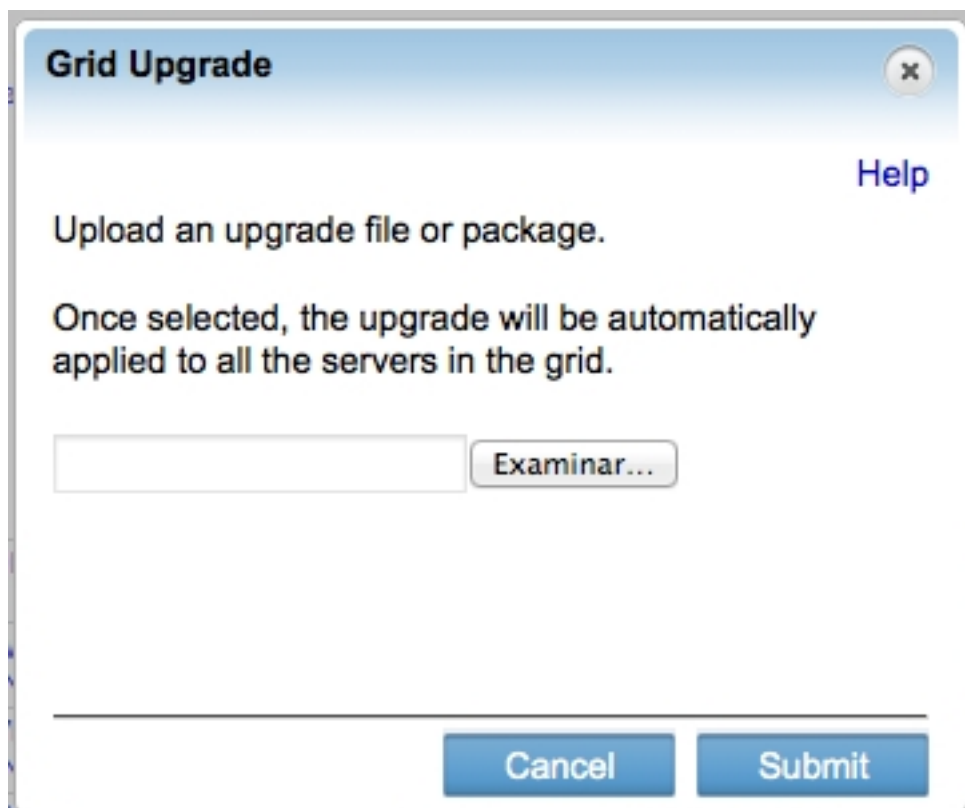 Grid Upgrade
Help
Upload an upgrade file or package.
Once selected, the upgrade will be automatically
applied to all the servers in the grid.
Examinar...
Cancel
Submit